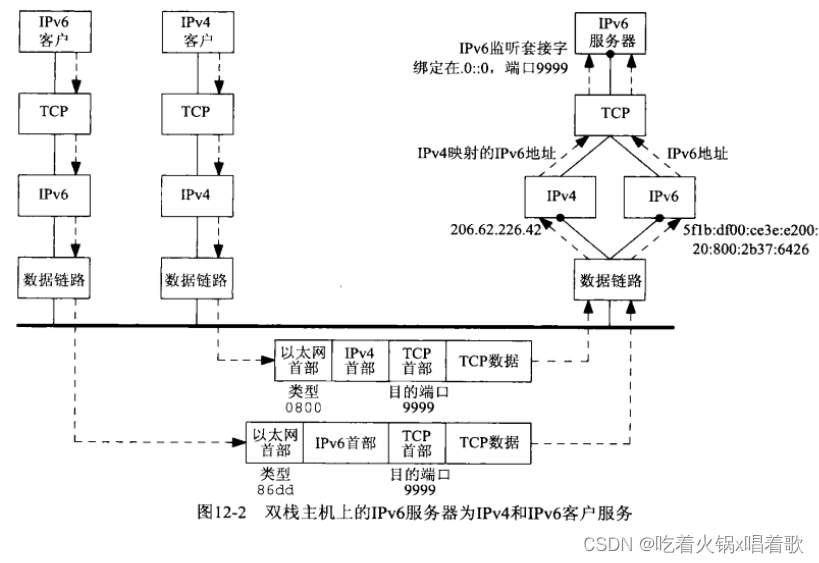 IPv6
客户
IPv4
客户
IPv6
服务器
IPv6监听套接字
绑定在.0::0，端口9999
TCP
TCP
TCP
IPv4映射的IPv6地址
IPv6地址
IPv6
IPv4
IPv4
IPv6
206.62.226.42
5f1b:df00:ce3e:e200:
20:800:2b37:6426
数据链路
数据链路
数据链路
以太网
首部
IPv4
首部
TCP
首部
TCP数据
类型
0800
目的端口
9999
以太网
首部
IPv6首部
TCP
首部
TCP数据
类型
86dd
目的端口
9999
图12-2 双栈主机上的IPv6服务器为IPv4和IPv6客户服务
CSDN @吃着火锅x唱着歌